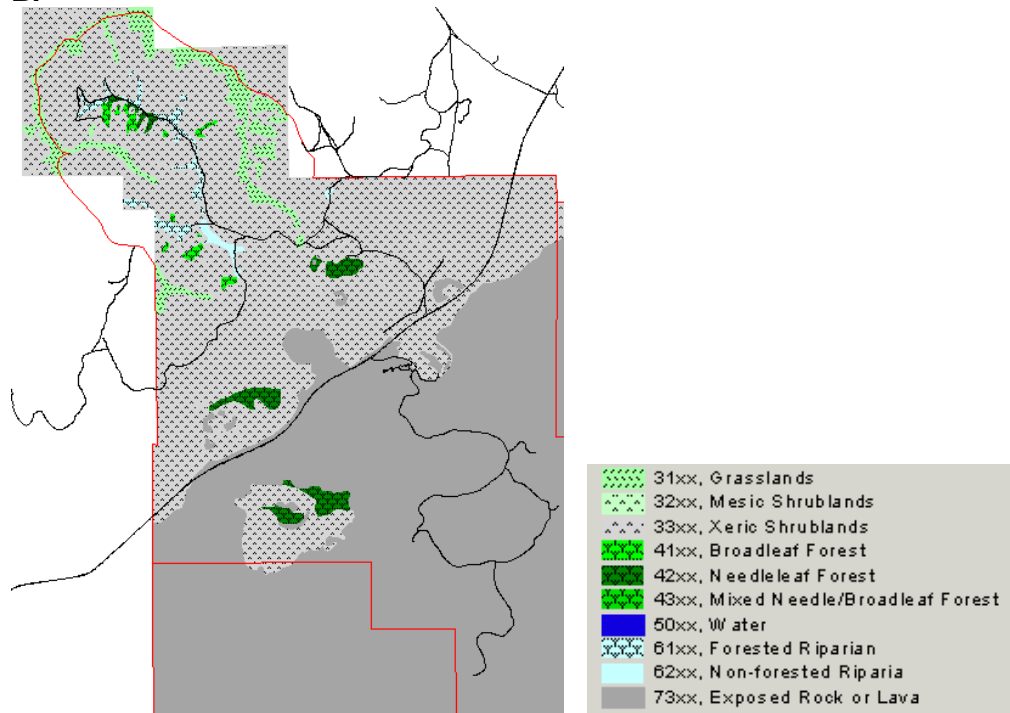 31xx, Grasslands
32xx, Mesic Shrublands
33xx, Xeric Shrublands
41xx, Broadleaf Forest
42xx, Needleleaf Forest
43xx, Mixed Needle/Broadleaf Forest
50xx, Water
61xx, Forested Riparian
62xx, Non-forested Riparia
73xx, Exposed Rock or Lava